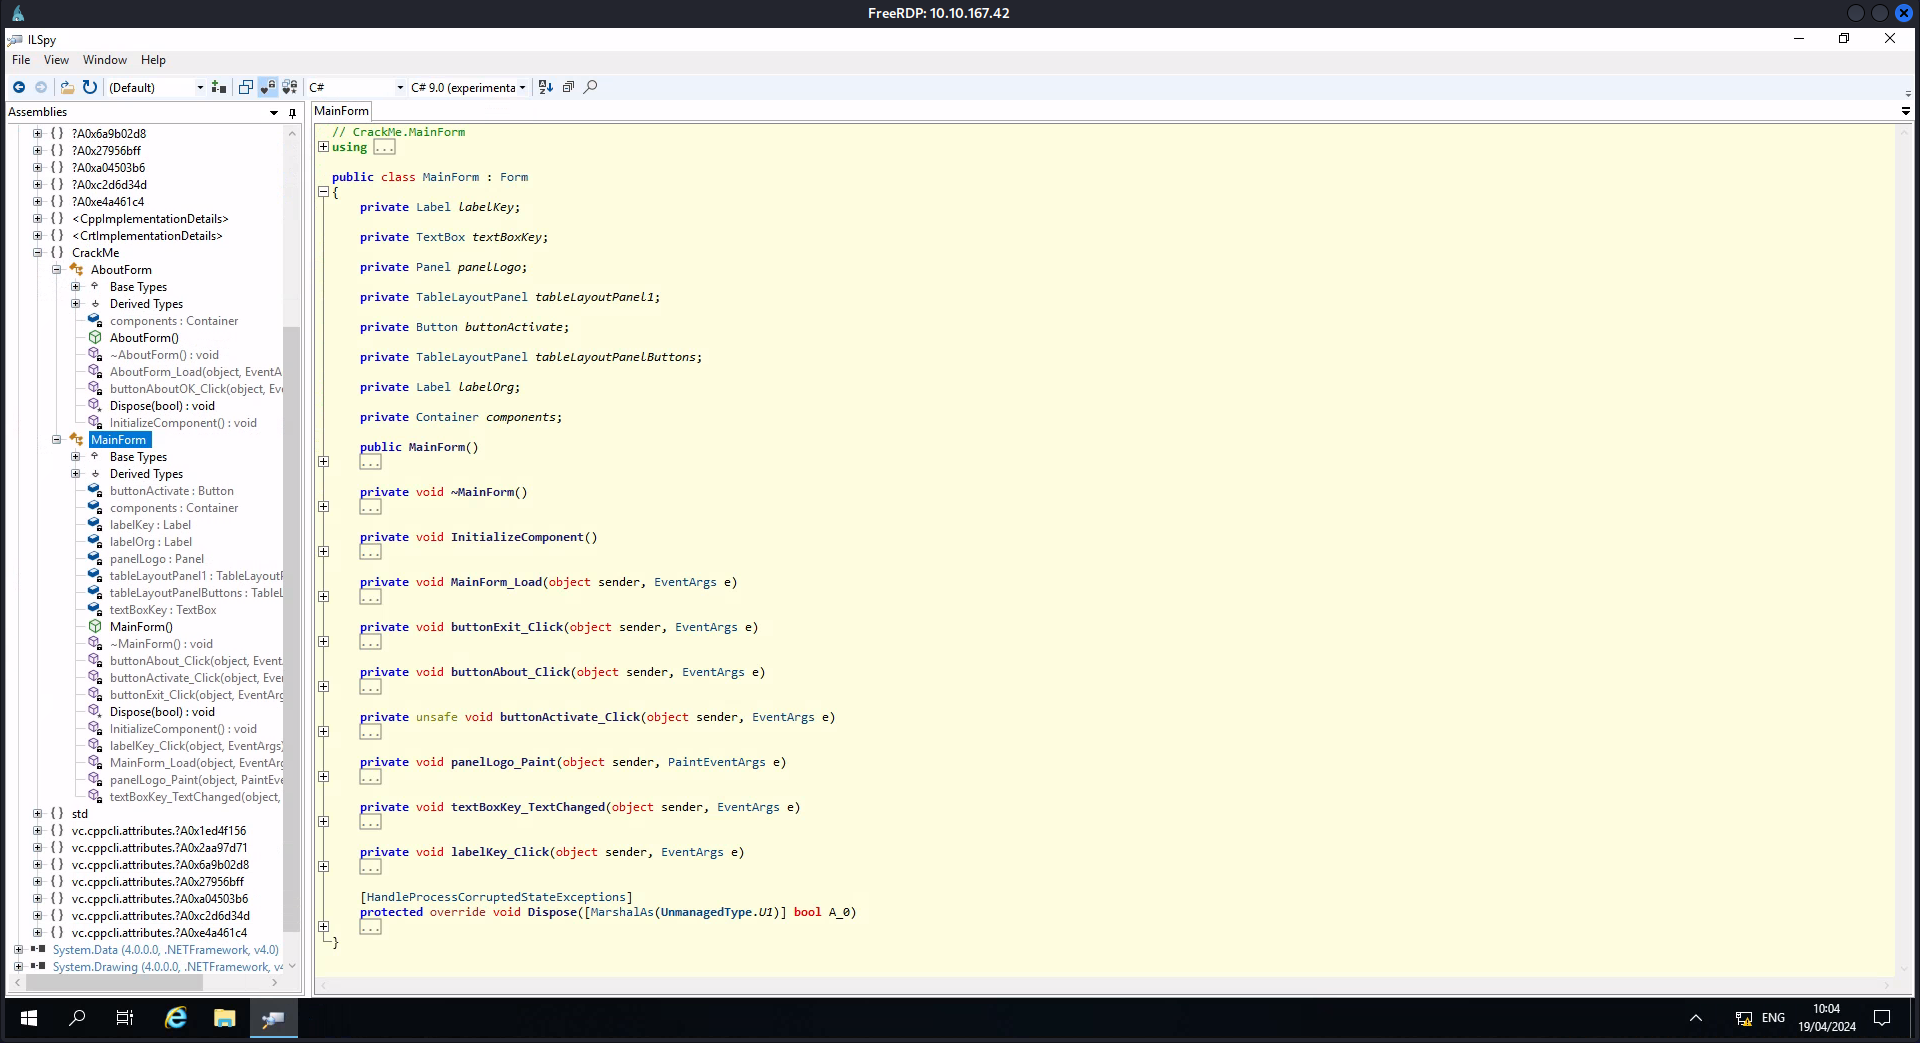 FreeRDP: 10.10.167.42
ILSpy
File View Window Help
(Default) C# C# 9.0 (experimenta
Assemblies
?A0x6a9b02d8
?A0x27956bff
?A0xa04503b6
?A0xc2d6d34d
?A0xe4a461c4
<CppImplementationDetails>
<CrtImplementationDetails>
CrackMe
AboutForm
Base Types
Derived Types
components : Container
AboutForm()
~AboutForm() : void
AboutForm_Load(object, EventA
buttonAboutOK_Click(object, Eve
Dispose(bool) : void
InitializeComponent() : void
MainForm
Base Types
Derived Types
buttonActivate : Button
components : Container
labelKey : Label
labelOrg : Label
panelLogo : Panel
tableLayoutPanel1 : TableLayoutP
tableLayoutPanelButtons : TableL
textBoxKey : TextBox
MainForm()
~MainForm() : void
buttonAbout_Click(object, Event.
buttonActivate_Click(object, Eve
buttonExit_Click(object, EventArg
Dispose(bool) : void
InitializeComponent() : void
labelKey_Click(object, EventArgs)
MainForm_Load(object, EventArg
panelLogo_Paint(object, PaintEve
textBoxKey_TextChanged(object,
std
vc.cppcli.attributes.?A0x1ed4f156
vc.cppcli.attributes.?A0x2aa97d71
vc.cppcli.attributes.?A0x6a9b02d8
vc.cppcli.attributes.?A0x27956bff
vc.cppcli.attributes.?A0xa04503b6
vc.cppcli.attributes.?A0xc2d6d34d
vc.cppcli.attributes.?A0xe4a461c4
System.Data (4.0.0.0, .NETFramework, v4.0)
System.Drawing (4.0.0.0, .NETFramework, v4
MainForm
// CrackMe.MainForm
using ...
public class MainForm : Form
{
private Label labelKey;
private TextBox textBoxKey;
private Panel panelLogo;
private TableLayoutPanel tableLayoutPanel1;
private Button buttonActivate;
private TableLayoutPanel tableLayoutPanelButtons;
private Label labelOrg;
private Container components;
public MainForm()
...
private void ~MainForm()
...
private void InitializeComponent()
...
private void MainForm_Load(object sender, EventArgs e)
...
private void buttonExit_Click(object sender, EventArgs e)
...
private void buttonAbout_Click(object sender, EventArgs e)
...
private unsafe void buttonActivate_Click(object sender, EventArgs e)
...
private void panelLogo_Paint(object sender, PaintEventArgs e)
...
private void textBoxKey_TextChanged(object sender, EventArgs e)
...
private void labelKey_Click(object sender, EventArgs e)
...
[HandleProcessCorruptedStateExceptions]
protected override void Dispose([MarshalAs(UnmanagedType.U1)] bool A_0)
...
}
ENG
10:04
19/04/2024